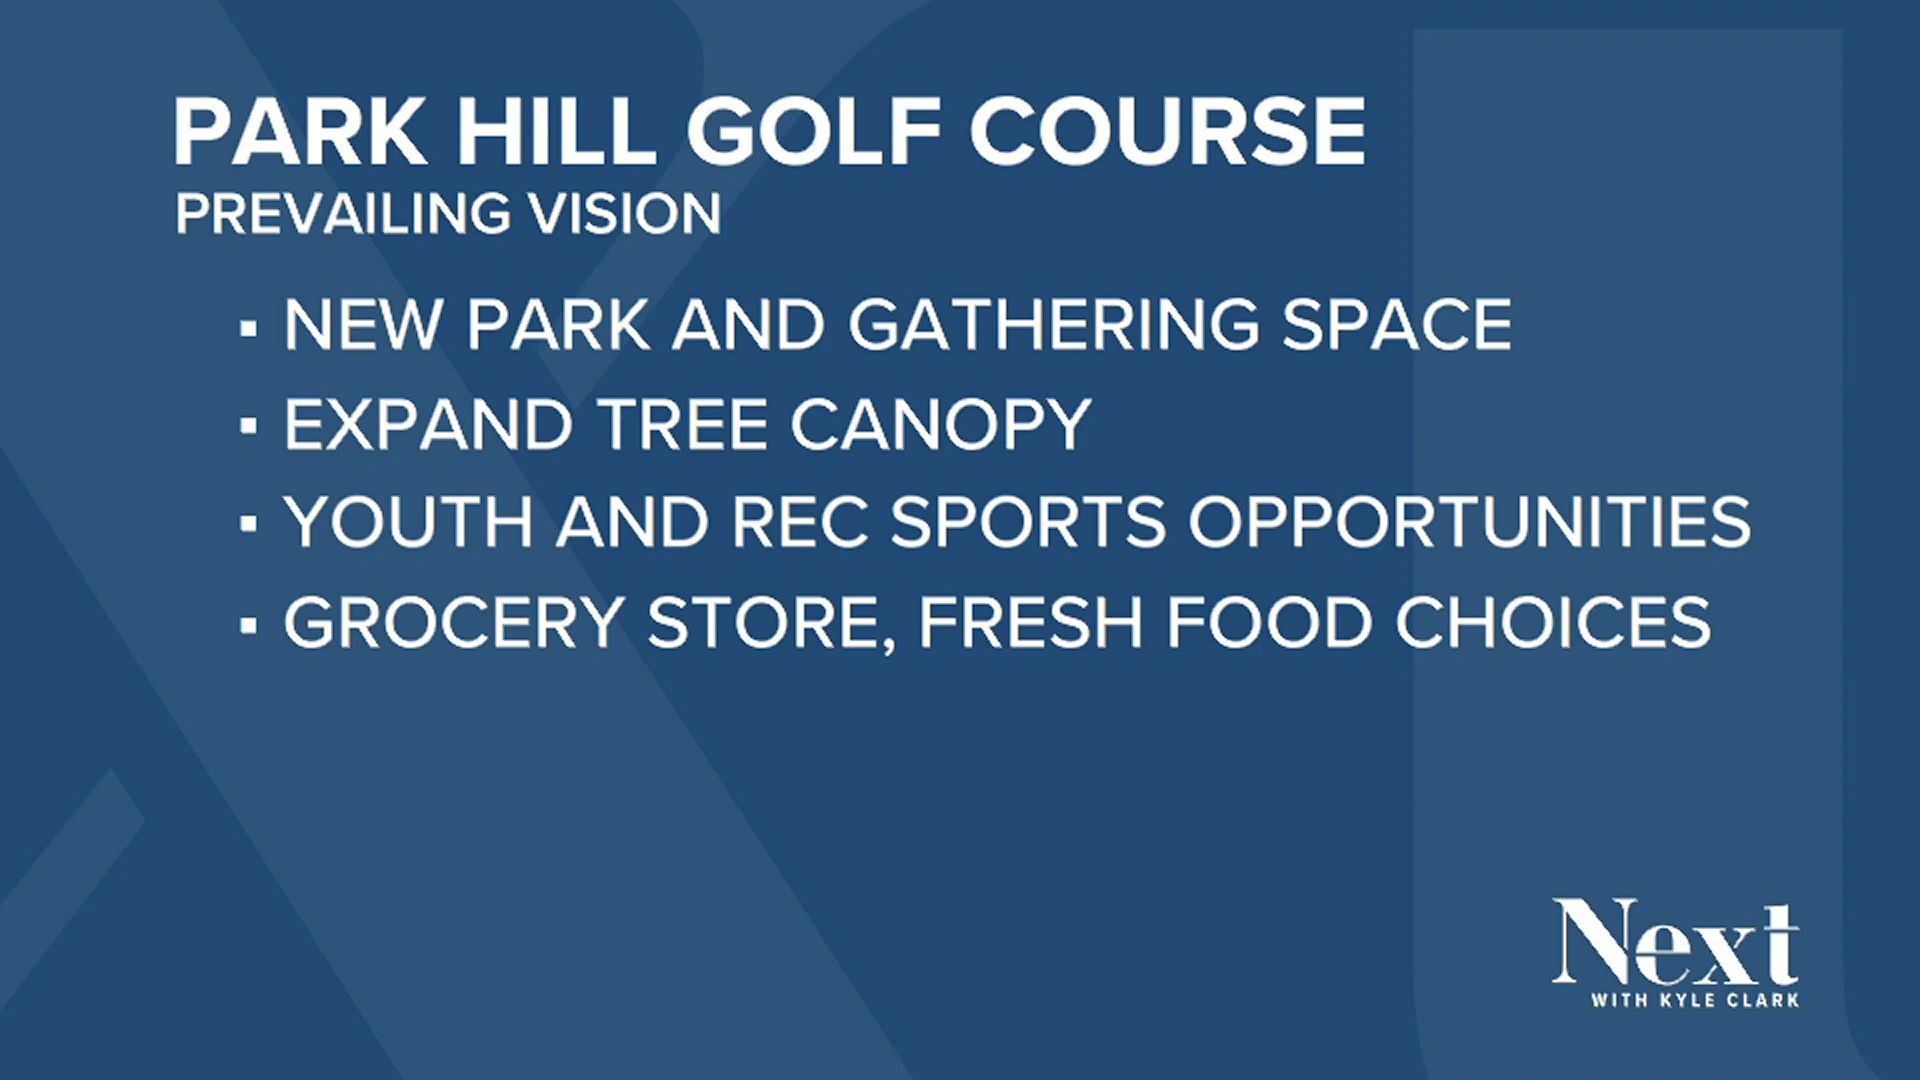 PARK HILL GOLF COURSE
PREVAILING VISION
▪ NEW PARK AND GATHERING SPACE
▪ EXPAND TREE CANOPY
▪ YOUTH AND REC SPORTS OPPORTUNITIES
▪ GROCERY STORE, FRESH FOOD CHOICES
Next
WITH KYLE CLARK